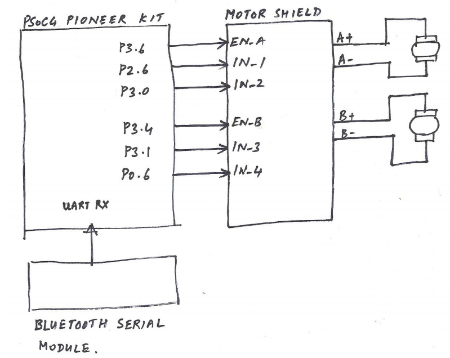 PSoC4 PIONEER KIT
MOTOR SHIELD
P3.6
P2.6
P3.0
P3.4
P3.1
P0.6
UART RX
EN-A
IN-1
IN-2
EN-B
IN-3
IN-4
A+
A-
B+
B-
BLUETOOTH SERIAL
MODULE.